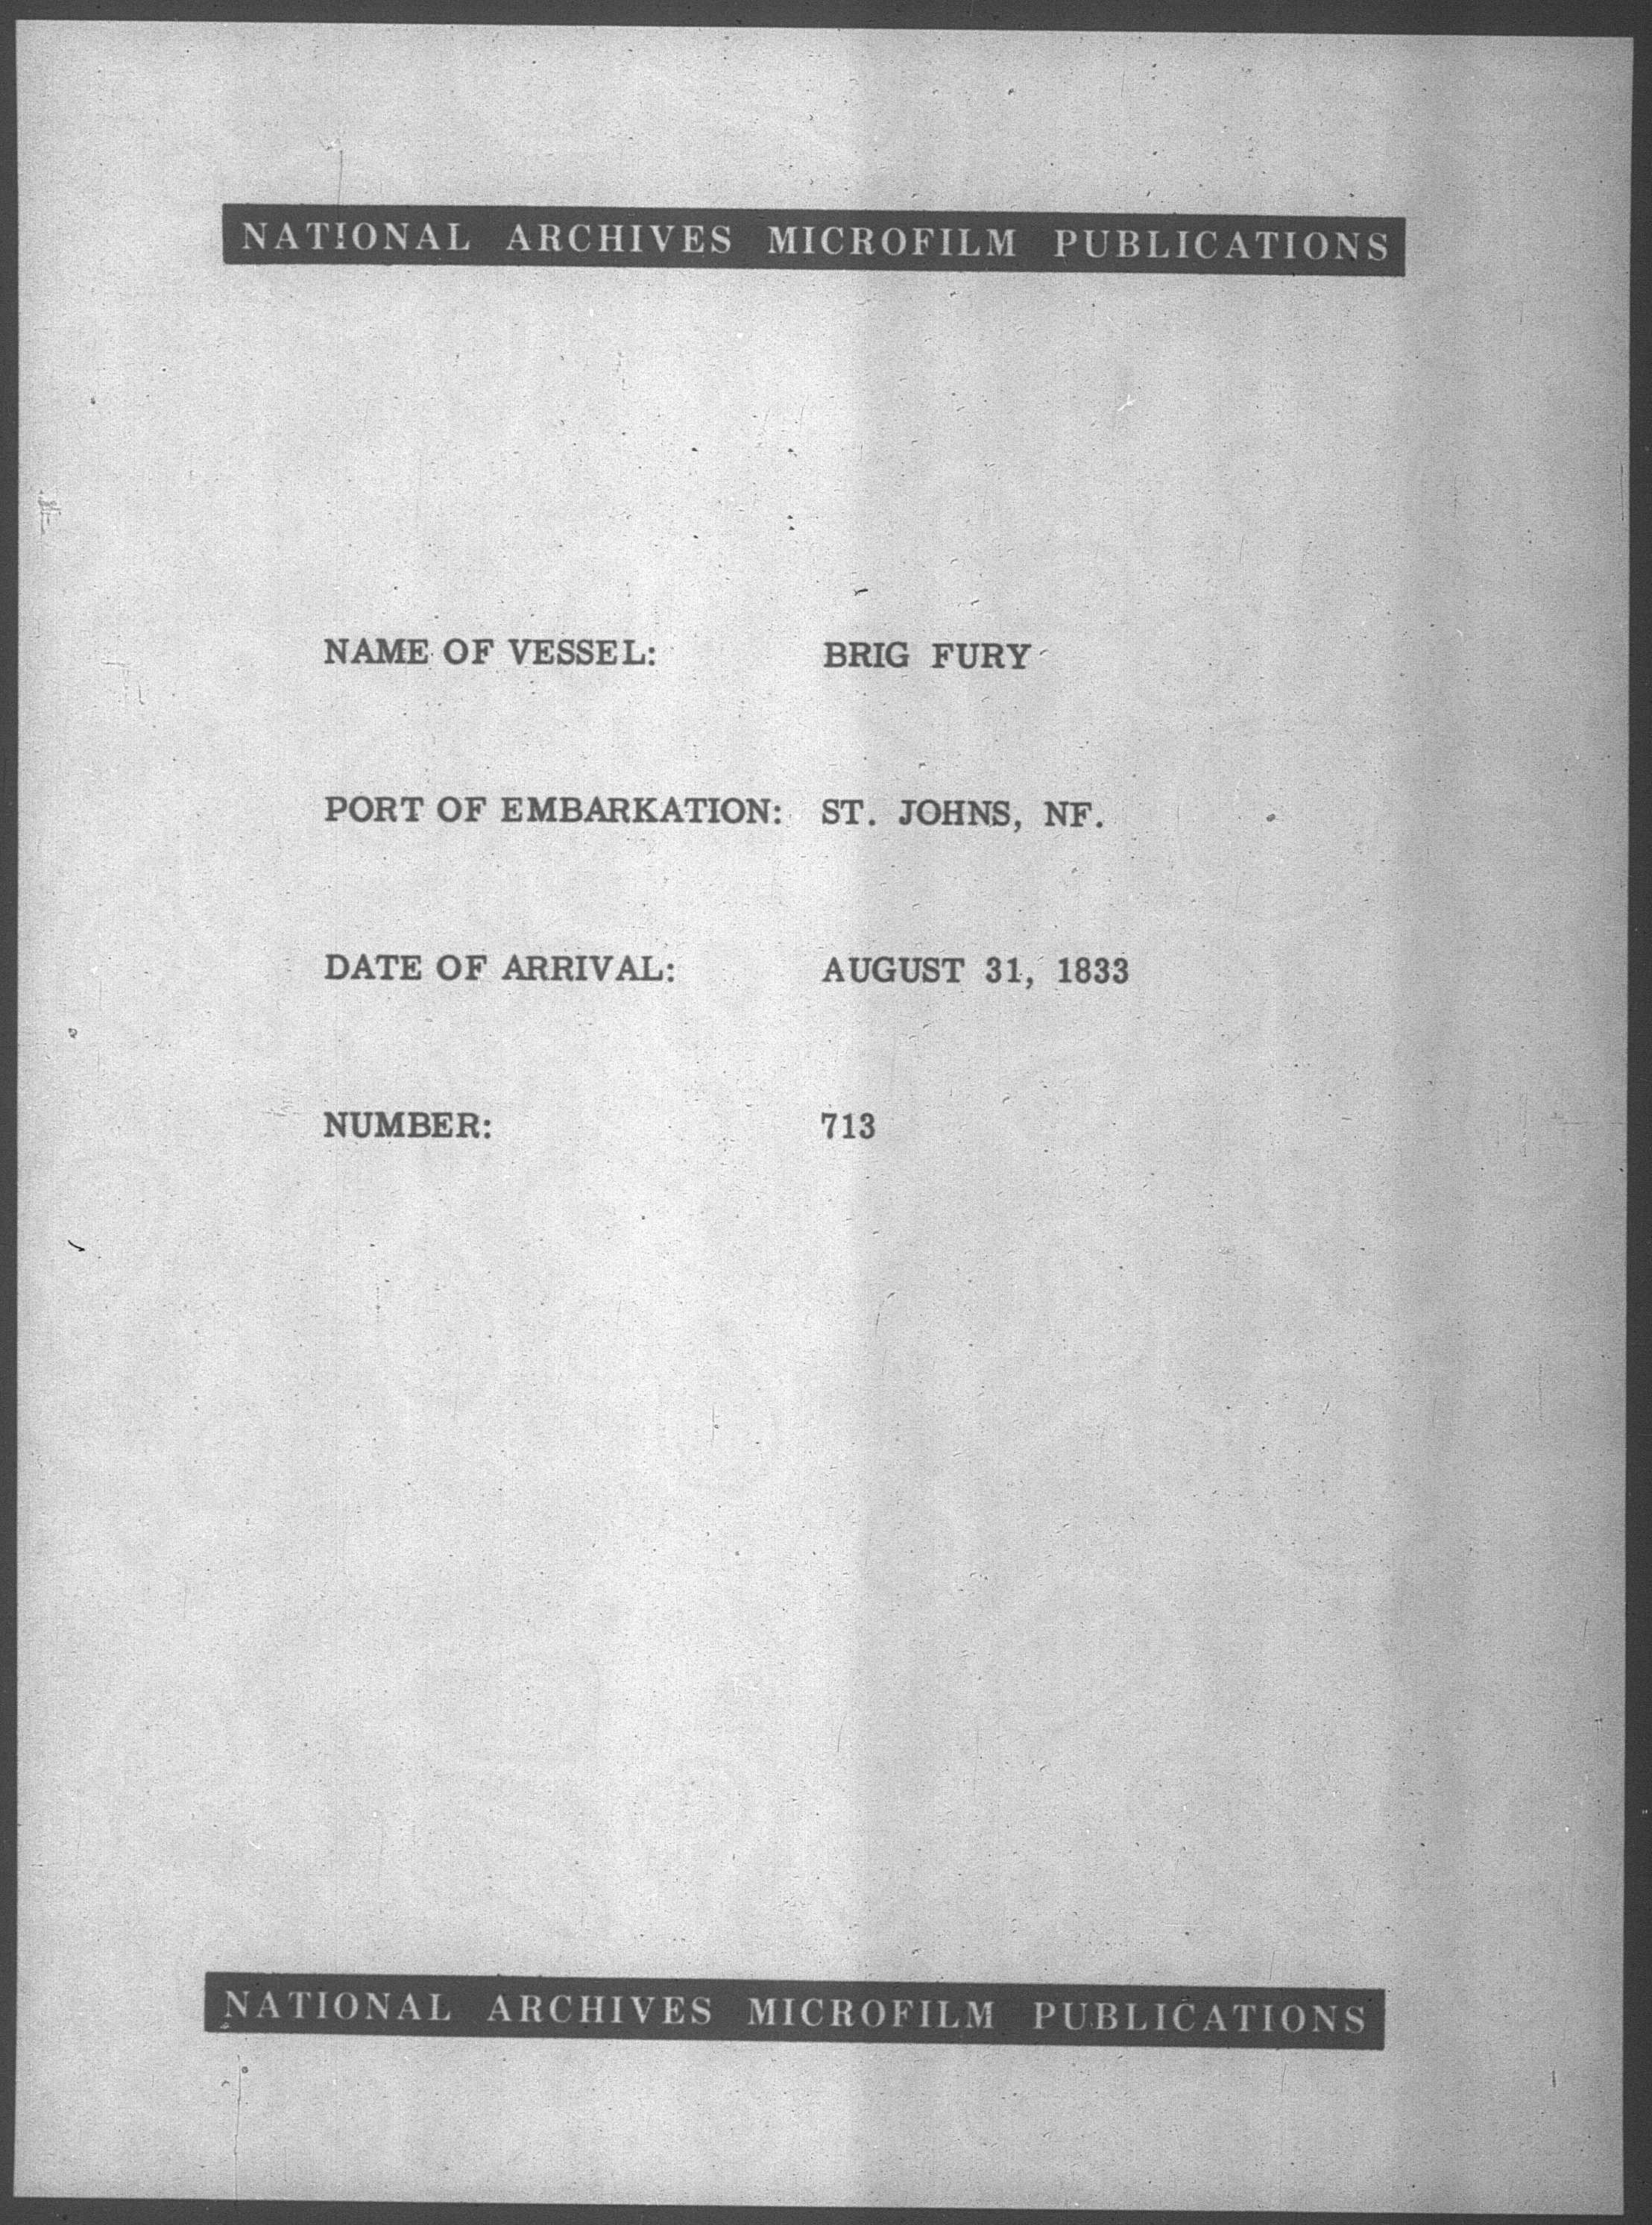 NATIONAL ARCHIVES MICROFILM PUBLICATIONS
NAME OF VESSEL: BRIG FURY
PORT OF EMBARKATION: ST. JOHNS, NF.
DATE OF ARRIVAL: AUGUST 31, 1833
NUMBER: 713
NATIONAL ARCHIVES MICROFILM PUBLICATIONS